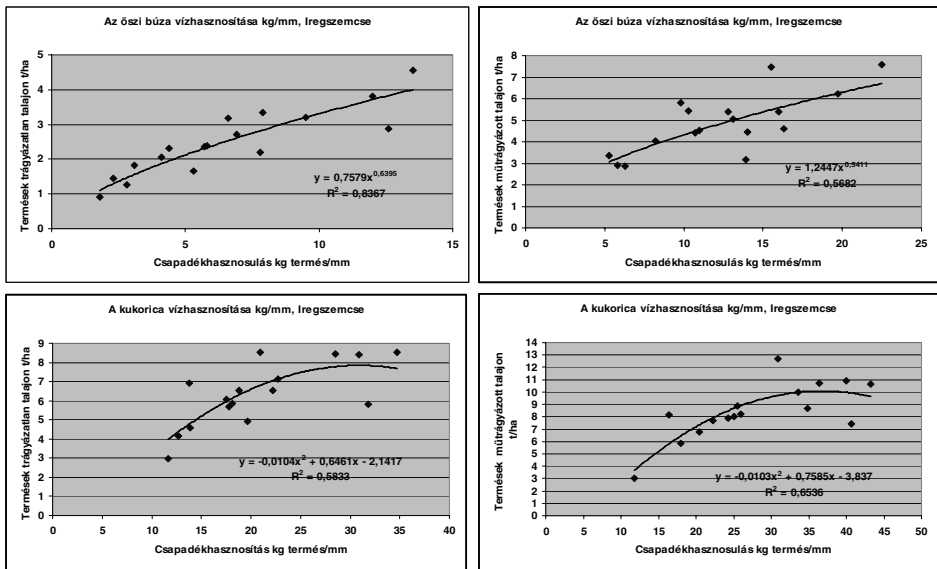 Az őszi búza vízhasznosítása kg/mm, Iregszemcse
Termések trágyázatlan talajon t/ha
5
4
3
2
1
0
y = 0,7579x^0,6395
R² = 0,8367
0 5 10 15
Csapadékhasznosulás kg termés/mm
Az őszi búza vízhasznosítása kg/mm, Iregszemcse
Termések műtrágyázott talajon t/ha
8
7
6
5
4
3
2
1
0
y = 1,2447x^0,5411
R² = 0,5682
0 5 10 15 20 25
Csapadékhasznosulás kg termés/mm
A kukorica vízhasznosítása kg/mm, Iregszemcse
Termések trágyázatlan talajon t/ha
9
8
7
6
5
4
3
2
1
0
y = -0,0104x² + 0,6461x - 2,1417
R² = 0,5833
0 5 10 15 20 25 30 35 40
Csapadékhasznosítás kg termés/mm
A kukorica vízhasznosítása kg/mm, Iregszemcse
Termések műtrágyázott talajon
t/ha
14
13
12
11
10
9
8
7
6
5
4
3
2
1
0
y = -0,0103x² + 0,7585x - 3,837
R² = 0,6536
0 5 10 15 20 25 30 35 40 45 50
Csapadékhasznosulás kg termés/mm